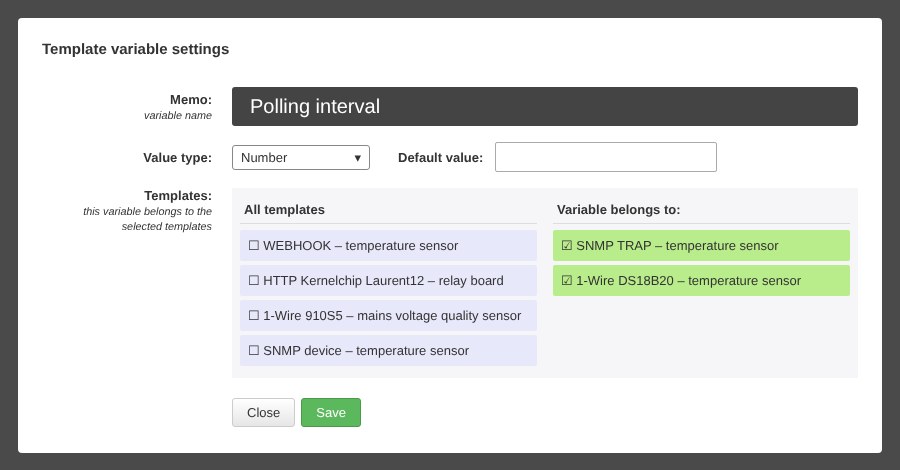 Template variable settings
Memo:
variable name
Polling interval
Value type:
Number ▾
Default value:
Templates:
this variable belongs to the
selected templates
All templates
☐ WEBHOOK – temperature sensor
☐ HTTP Kernelchip Laurent12 – relay board
☐ 1-Wire 910S5 – mains voltage quality sensor
☐ SNMP device – temperature sensor
Variable belongs to:
☑ SNMP TRAP – temperature sensor
☑ 1-Wire DS18B20 – temperature sensor
Close
Save